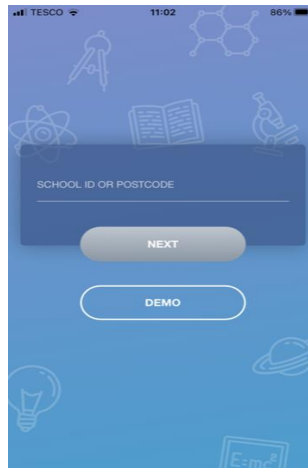 TESCO 11:02 86%
SCHOOL ID OR POSTCODE
NEXT
DEMO
E=mc²